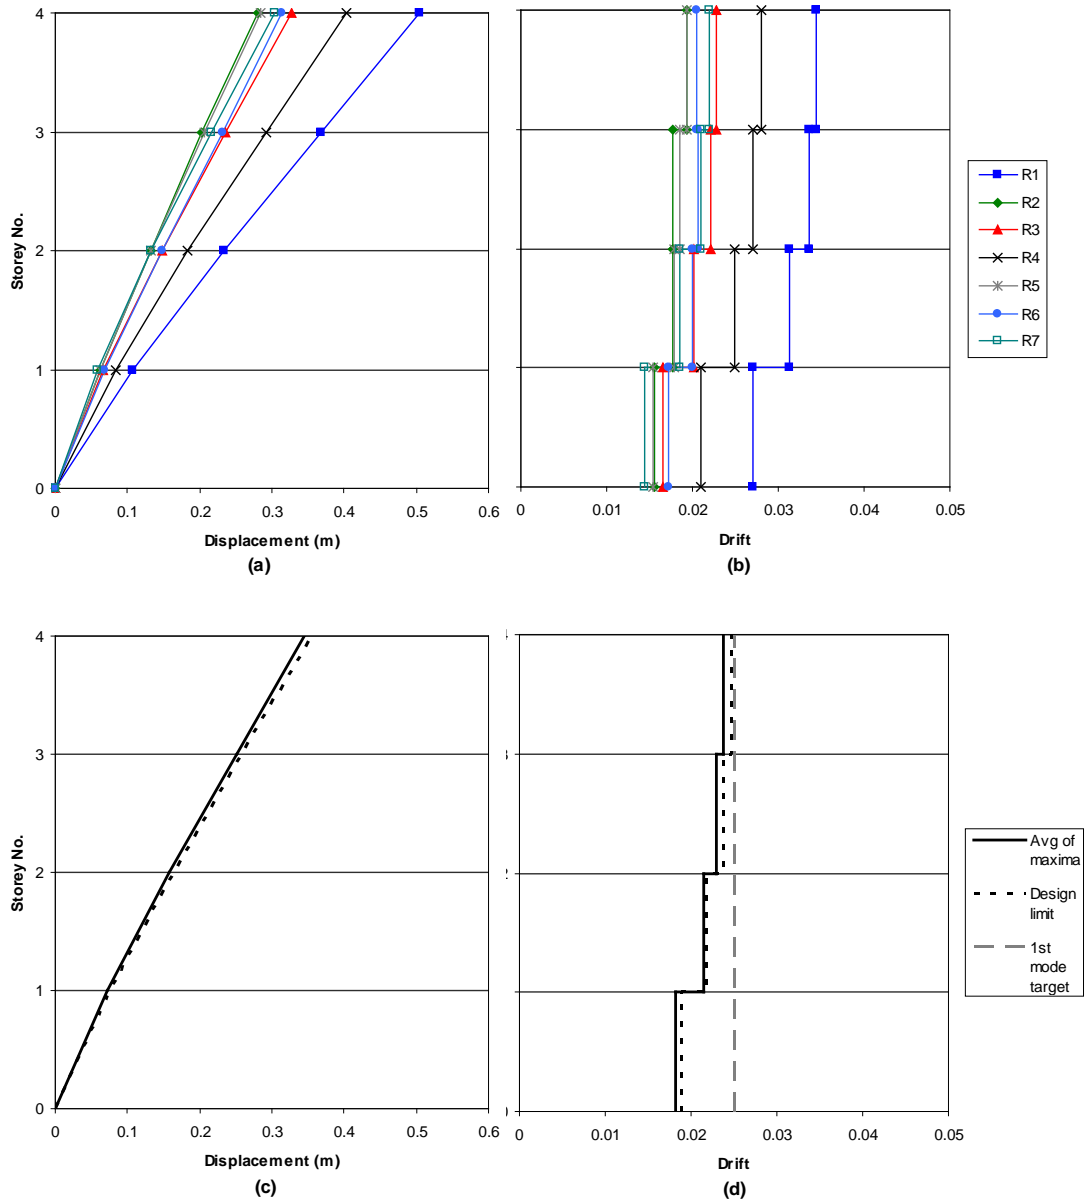 4
3
2
1
0
Storey No.
0 0.1 0.2 0.3 0.4 0.5 0.6
Displacement (m)
(a)
0 0.01 0.02 0.03 0.04 0.05
Drift
(b)
R1
R2
R3
R4
R5
R6
R7
4
3
2
1
0
Storey No.
0 0.1 0.2 0.3 0.4 0.5 0.6
Displacement (m)
(c)
0 0.01 0.02 0.03 0.04 0.05
Drift
(d)
Avg of
maxima
Design
limit
1st
mode
target